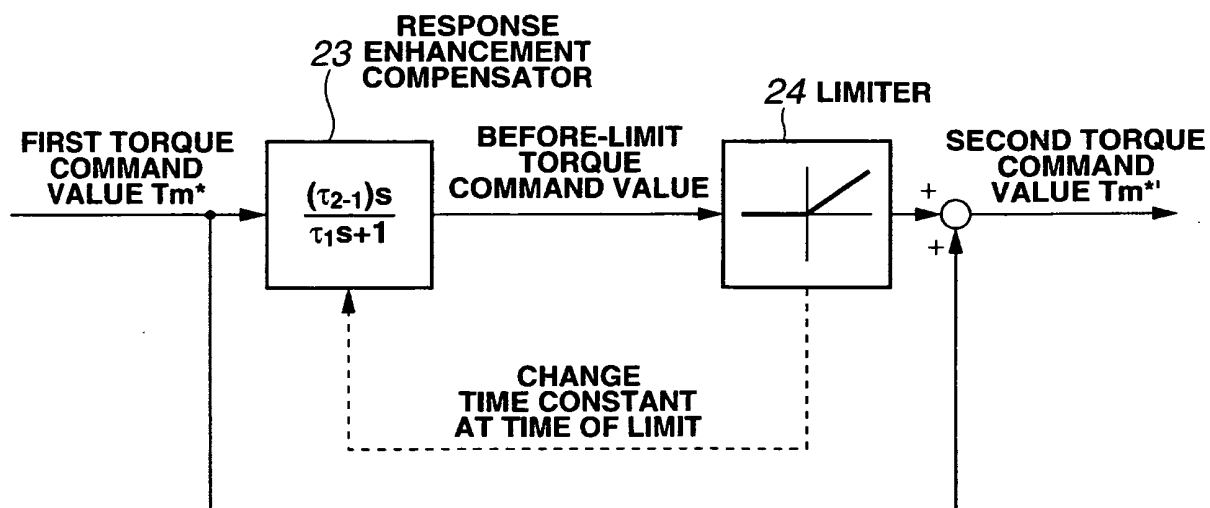 RESPONSE
23 ENHANCEMENT
COMPENSATOR
24 LIMITER
FIRST TORQUE
COMMAND
VALUE Tm*
(τ2-1)s
τ1s+1
BEFORE-LIMIT
TORQUE
COMMAND VALUE
SECOND TORQUE
COMMAND
VALUE Tm*'
+
+
CHANGE
TIME CONSTANT
AT TIME OF LIMIT